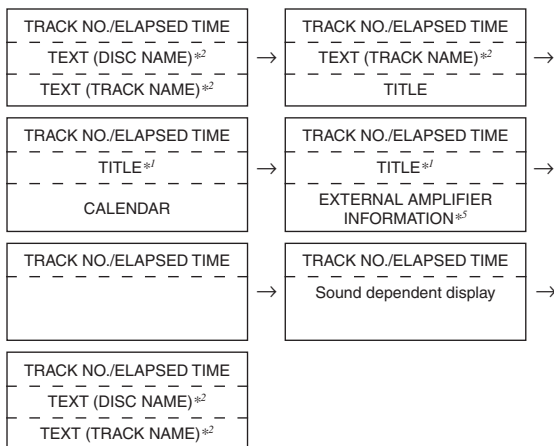 TRACK NO./ELAPSED TIME
TEXT (DISC NAME)*2
TEXT (TRACK NAME)*2
→
TRACK NO./ELAPSED TIME
TEXT (TRACK NAME)*2
TITLE
→
TRACK NO./ELAPSED TIME
TITLE*1
CALENDAR
→
TRACK NO./ELAPSED TIME
TITLE*1
EXTERNAL AMPLIFIER
INFORMATION*5
→
TRACK NO./ELAPSED TIME
→
TRACK NO./ELAPSED TIME
Sound dependent display
→
TRACK NO./ELAPSED TIME
TEXT (DISC NAME)*2
TEXT (TRACK NAME)*2